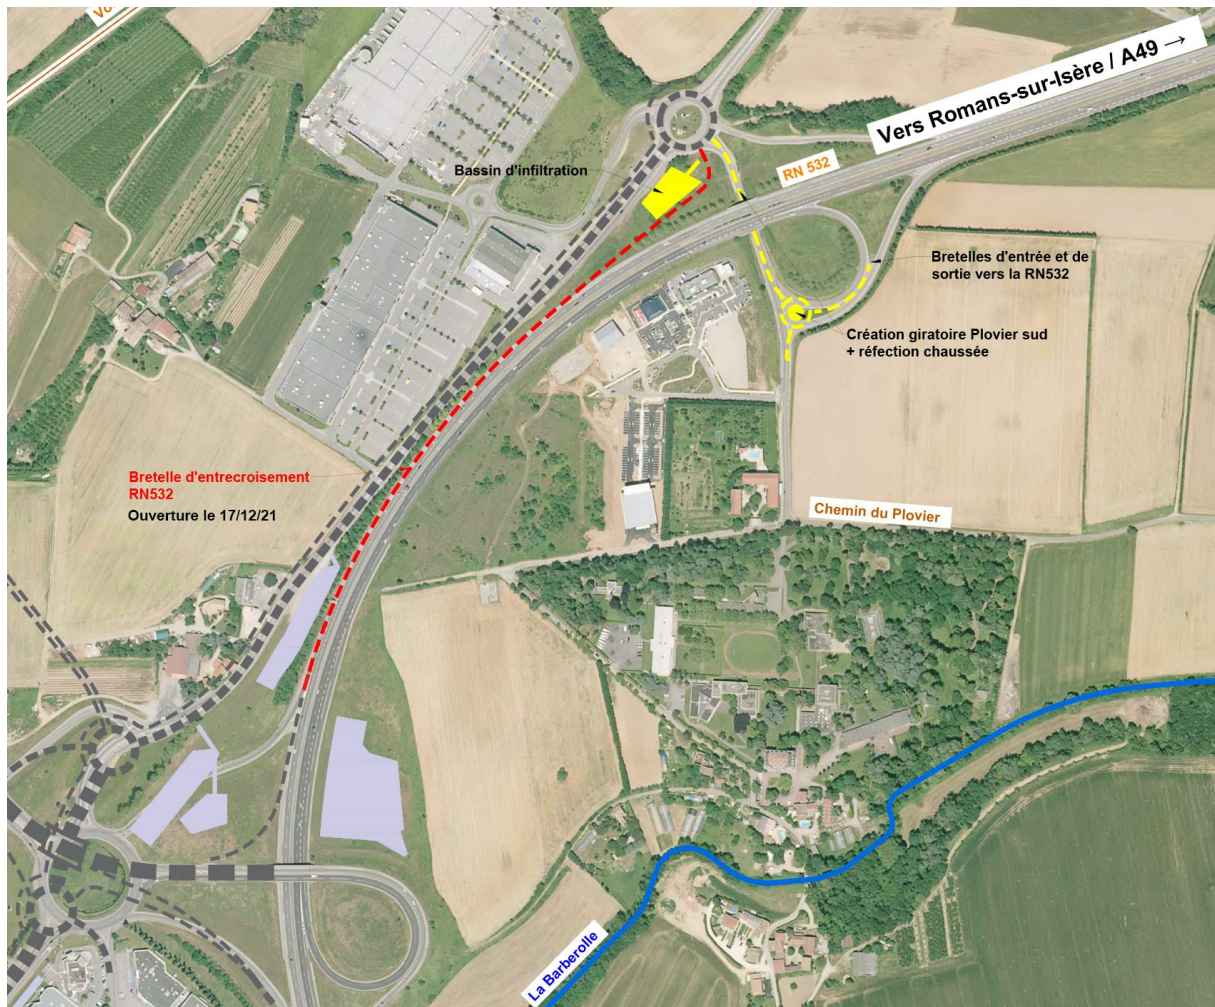 Vers Romans-sur-Isère / A49 →
RN 532
Bassin d'infiltration
Bretelles d'entrée et de
sortie vers la RN532
Création giratoire Plovier sud
+ réfection chaussée
Bretelle d'entrecroisement
RN532
Ouverture le 17/12/21
Chemin du Plovier
La Barberolle